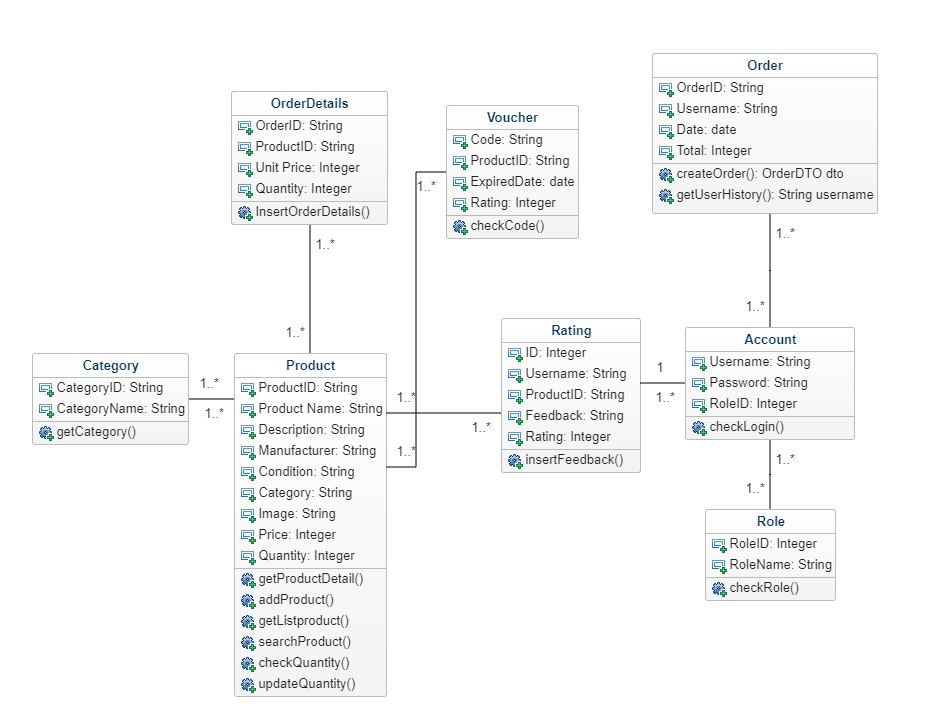 OrderDetails
OrderID: String
ProductID: String
Unit Price: Integer
Quantity: Integer
InsertOrderDetails()
1..*
1..*
Voucher
Code: String
ProductID: String
ExpiredDate: date
Rating: Integer
checkCode()
1..*
Order
OrderID: String
Username: String
Date: date
Total: Integer
createOrder(): OrderDTO dto
getUserHistory(): String username
1..*
1..*
Category
CategoryID: String
CategoryName: String
getCategory()
1..*
1..*
Product
ProductID: String
Product Name: String
Description: String
Manufacturer: String
Condition: String
Category: String
Image: String
Price: Integer
Quantity: Integer
getProductDetail()
addProduct()
getListproduct()
searchProduct()
checkQuantity()
updateQuantity()
1..*
1..*
1..*
Rating
ID: Integer
Username: String
ProductID: String
Feedback: String
Rating: Integer
insertFeedback()
1
1..*
Account
Username: String
Password: String
RoleID: Integer
checkLogin()
1..*
1..*
Role
RoleID: Integer
RoleName: String
checkRole()